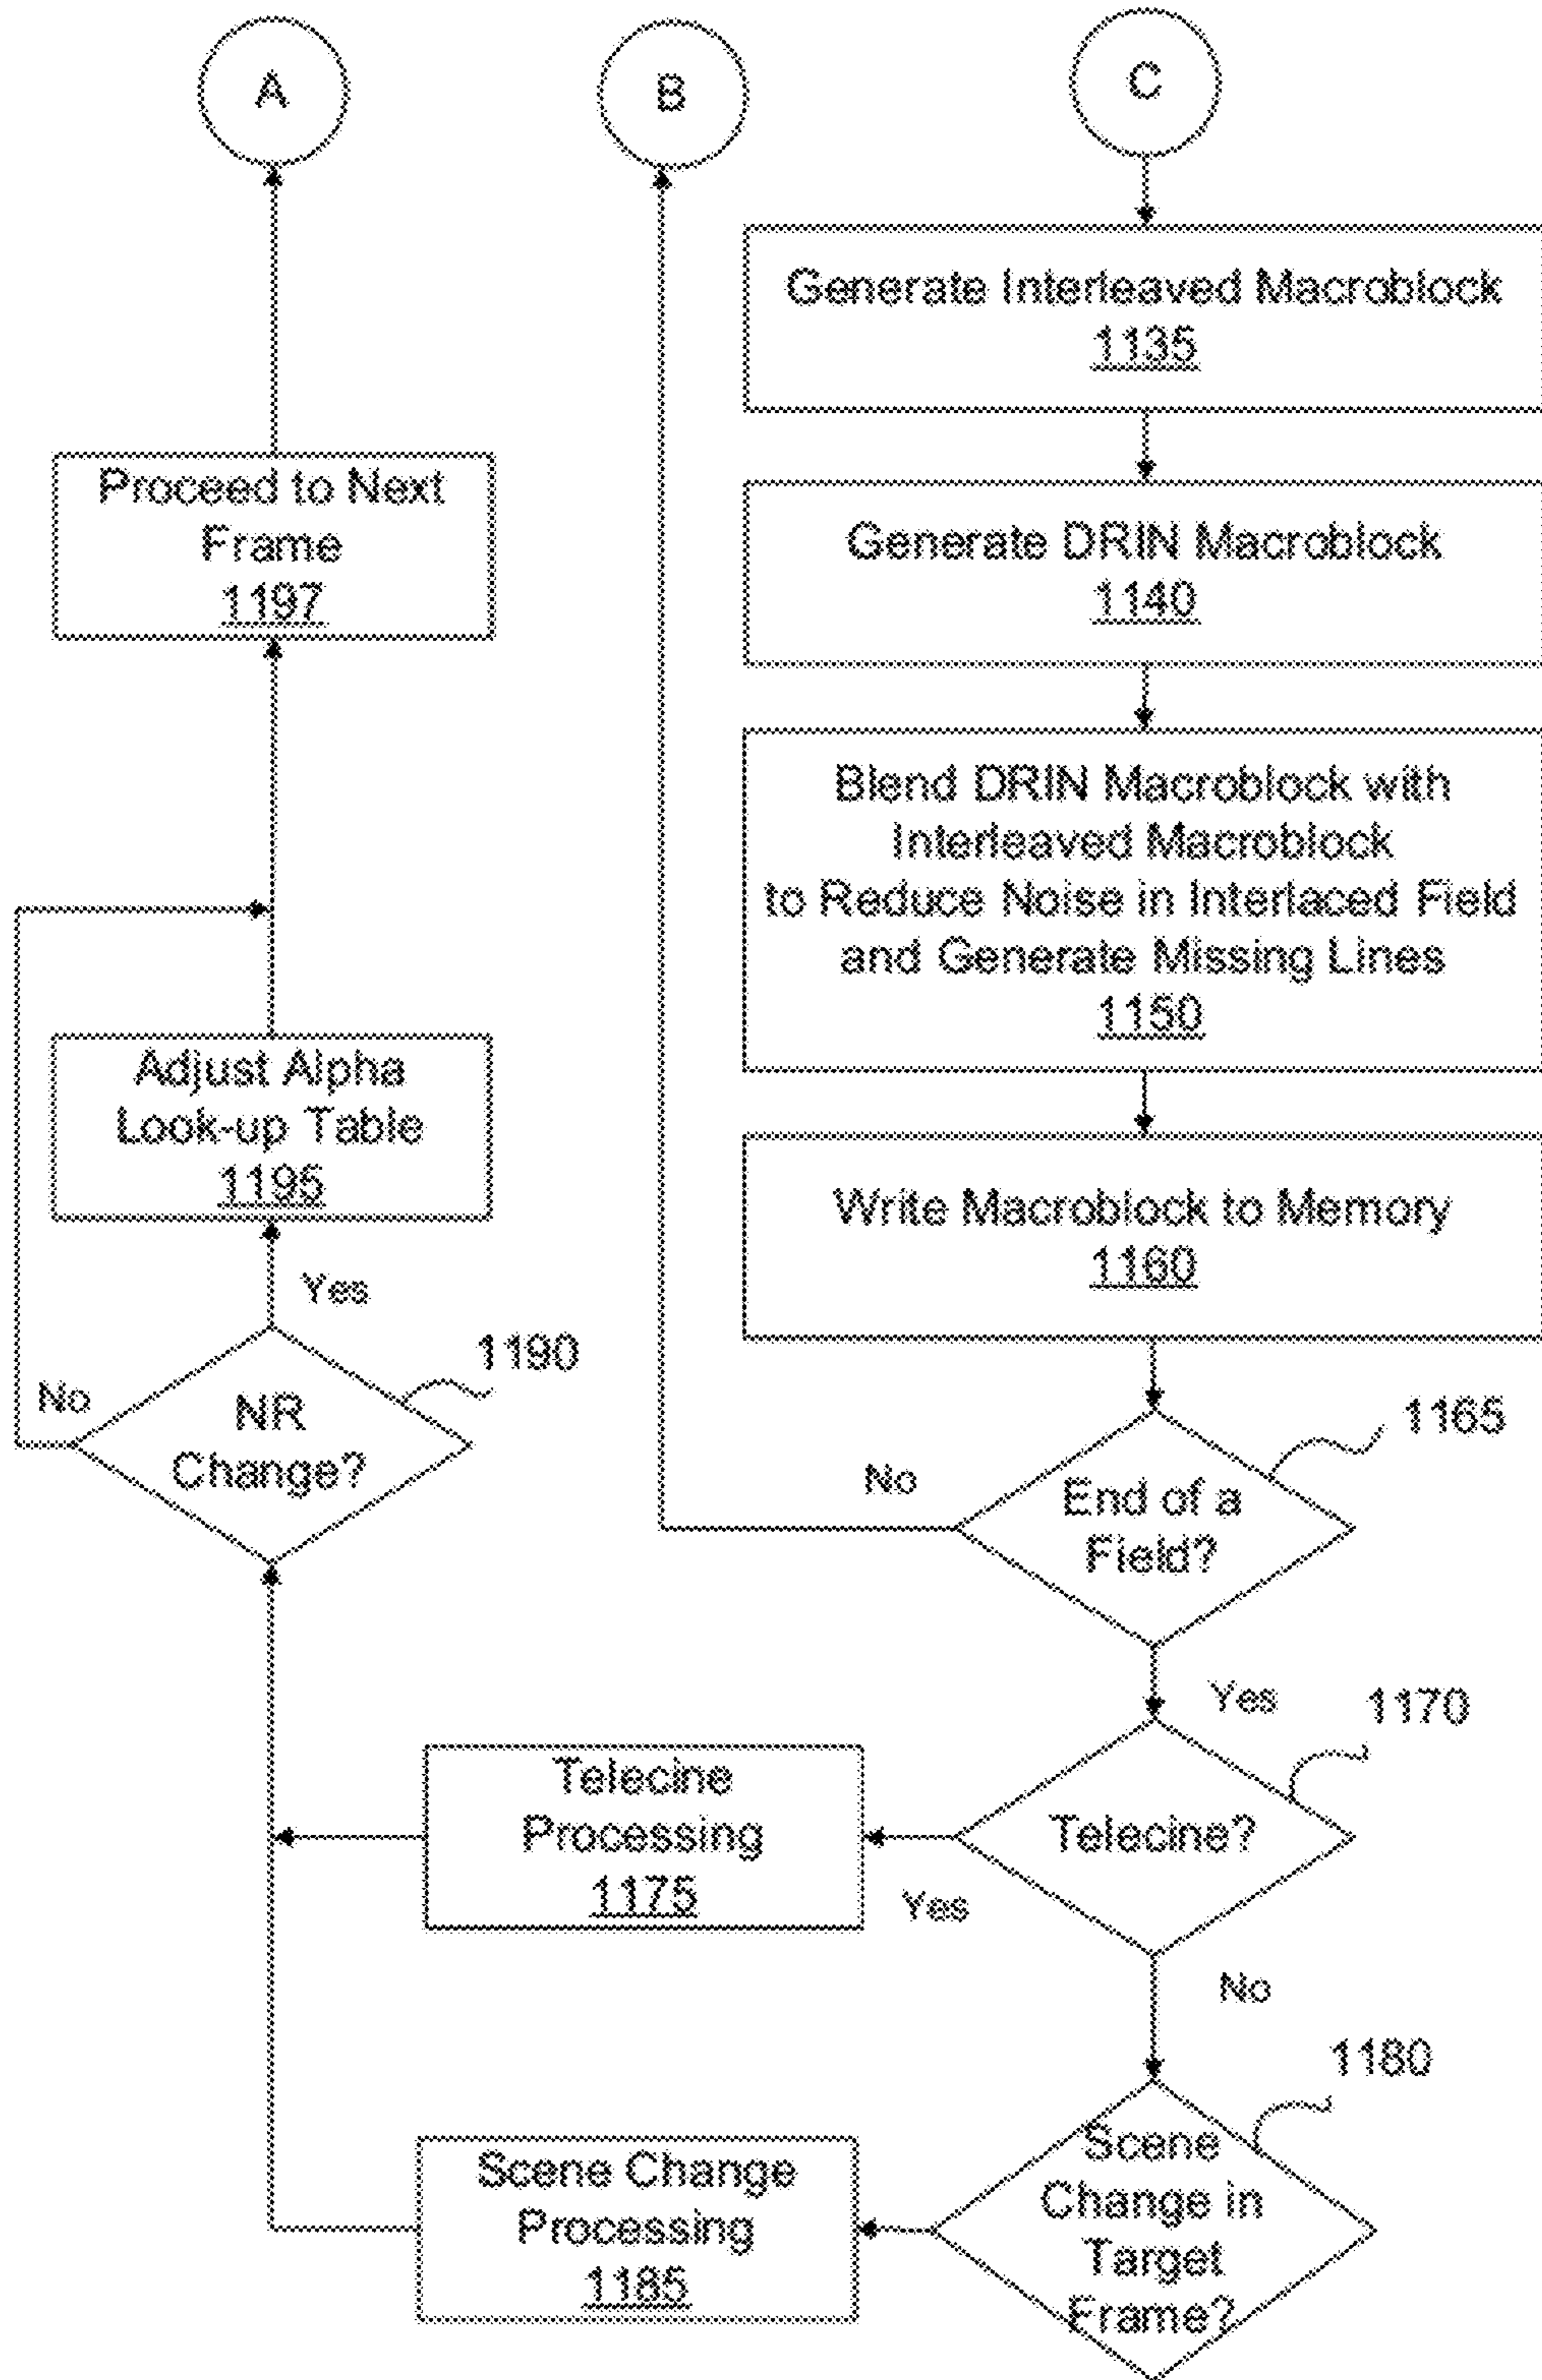 A
B
C
Generate Interleaved Macroblock
1135
Proceed to Next
Frame
1197
Generate DRIN Macroblock
1140
Blend DRIN Macroblock with
Interleaved Macroblock
to Reduce Noise in Interlaced Field
and Generate Missing Lines
1150
Adjust Alpha
Look-up Table
1195
Write Macroblock to Memory
1160
Yes
1190
No
NR
Change?
1165
No
End of a
Field?
Yes
1170
Telecine
Processing
1175
Telecine?
Yes
No
1180
Scene Change
Processing
1185
Scene
Change in
Target
Frame?